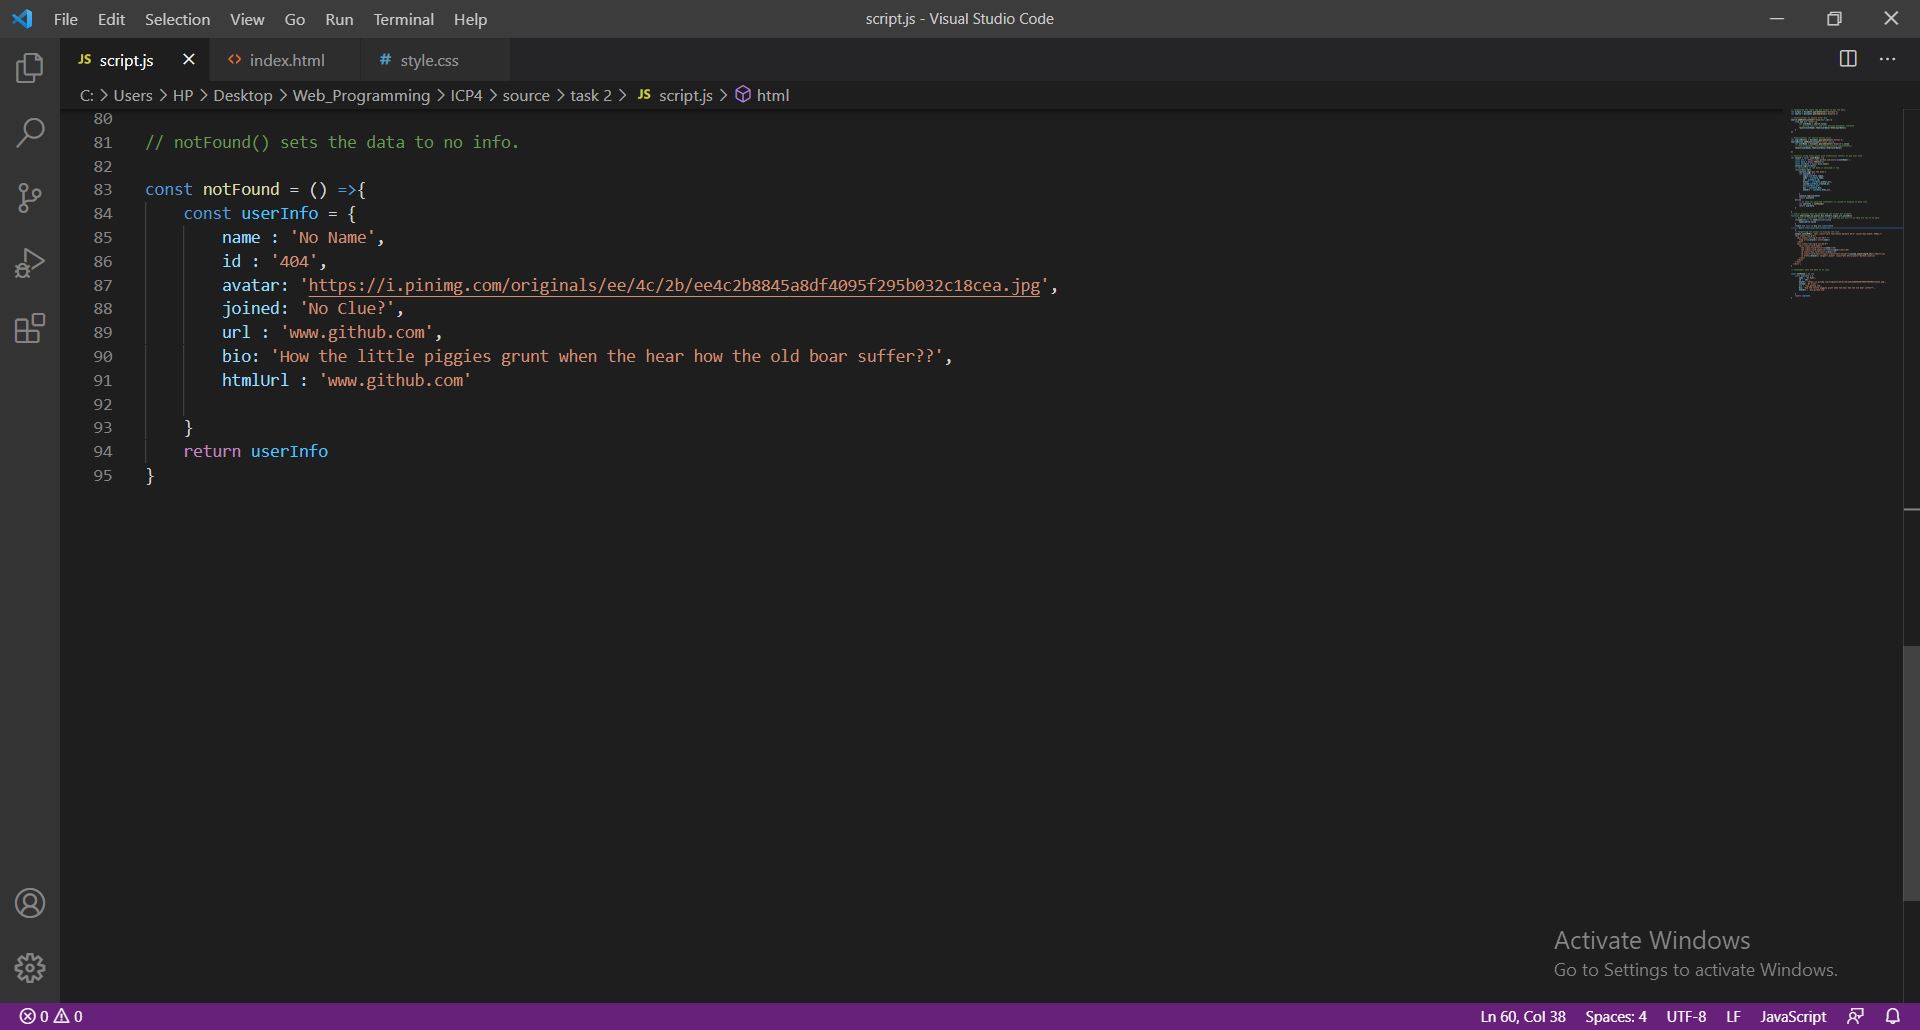 File Edit Selection View Go Run Terminal Help
script.js - Visual Studio Code
JS script.js
<> index.html
# style.css
C: > Users > HP > Desktop > Web_Programming > ICP4 > source > task 2 > JS script.js > html
80
81 // notFound() sets the data to no info.
82
83 const notFound = () =>{
84 const userInfo = {
85 name : 'No Name',
86 id : '404',
87 avatar: 'https://i.pinimg.com/originals/ee/4c/2b/ee4c2b8845a8df4095f295b032c18cea.jpg',
88 joined: 'No Clue?',
89 url : 'www.github.com',
90 bio: 'How the little piggies grunt when the hear how the old boar suffer??',
91 htmlUrl : 'www.github.com'
92
93 }
94 return userInfo
95 }
Activate Windows
Go to Settings to activate Windows.
0 0
Ln 60, Col 38 Spaces: 4 UTF-8 LF JavaScript